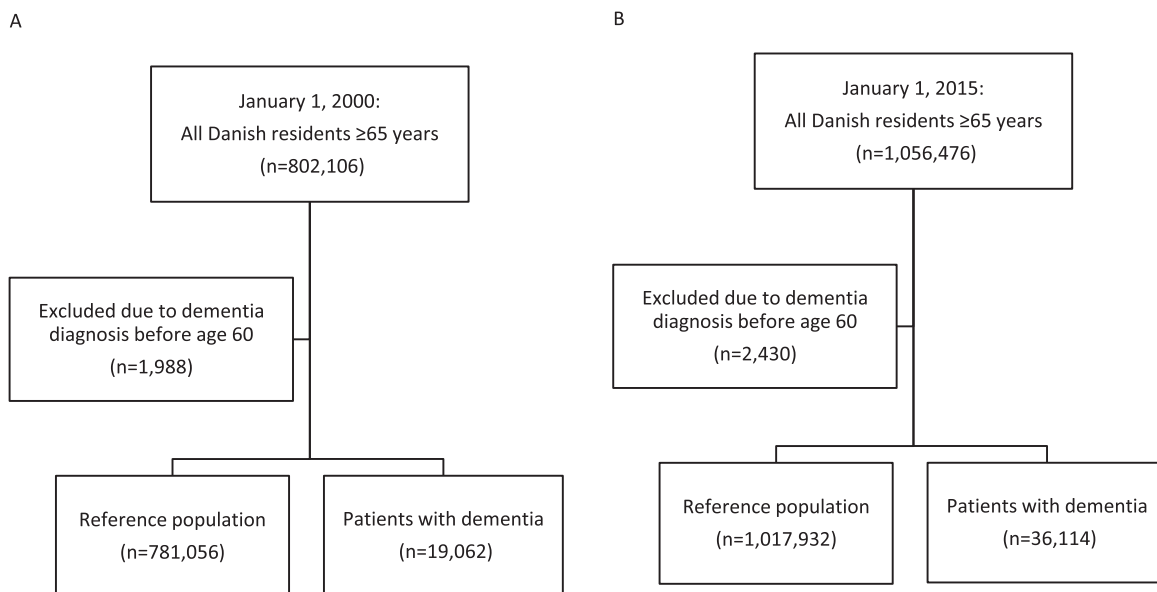 A
January 1, 2000:
All Danish residents ≥65 years
(n=802,106)
Excluded due to dementia
diagnosis before age 60
(n=1,988)
Reference population
(n=781,056)
Patients with dementia
(n=19,062)
B
January 1, 2015:
All Danish residents ≥65 years
(n=1,056,476)
Excluded due to dementia
diagnosis before age 60
(n=2,430)
Reference population
(n=1,017,932)
Patients with dementia
(n=36,114)